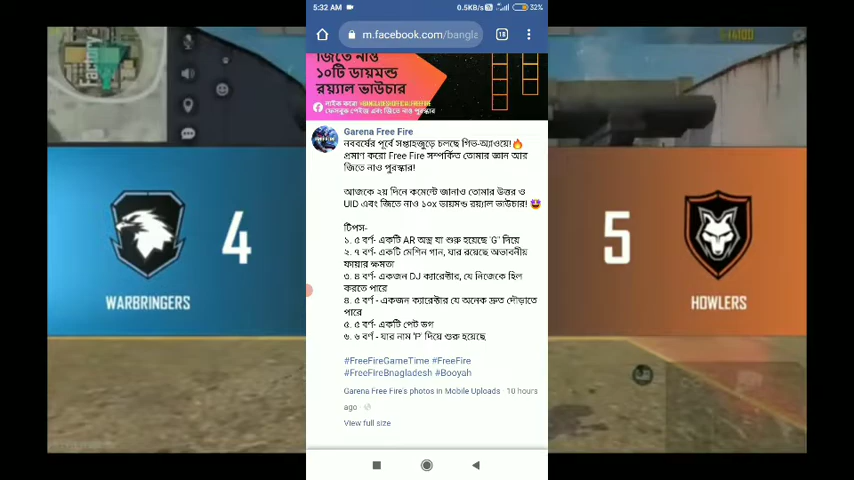 5:32 AM
0.5KB/s
32%
m.facebook.com/bangla
18
জিতে নাও
১০টি ডায়মন্ড
রয়্যাল ভাউচার
Garena Free Fire
নববর্ষের পূর্বে সপ্তাহজুড়ে চলছে গিভ-অ্যাওয়ে!🔥
প্রমাণ করো Free Fire সম্পর্কিত তোমার জ্ঞান আর
জিতে নাও পুরস্কার!
আজকে ২য় দিনে কমেন্টে জানাও তোমার উত্তর ও
UID এবং জিতে নাও ১০x ডায়মন্ড রয়্যাল ভাউচার! 🤩
টিপস-
১. ৫ বর্ণ- একটি AR অস্ত্র যা শুরু হয়েছে 'G' দিয়ে
২. ৭ বর্ণ- একটি মেশিন গান, যার রয়েছে অভাবনীয়
ফায়ার ক্ষমতা
৩. ৪ বর্ণ- একজন DJ ক্যারেক্টার, যে নিজেকে হিল
করতে পারে
৪. ৫ বর্ণ - একজন ক্যারেক্টার যে অনেক দ্রুত দৌড়াতে
পারে
৫. ৫ বর্ণ- একটি পেট ডগ
৬. ৬ বর্ণ - যার নাম 'P' দিয়ে শুরু হয়েছে
#FreeFireGameTime #FreeFire
#FreeFIreBnagladesh #Booyah
Garena Free Fire's photos in Mobile Uploads 10 hours
ago
View full size
4
WARBRINGERS
5
HOWLERS
Factory